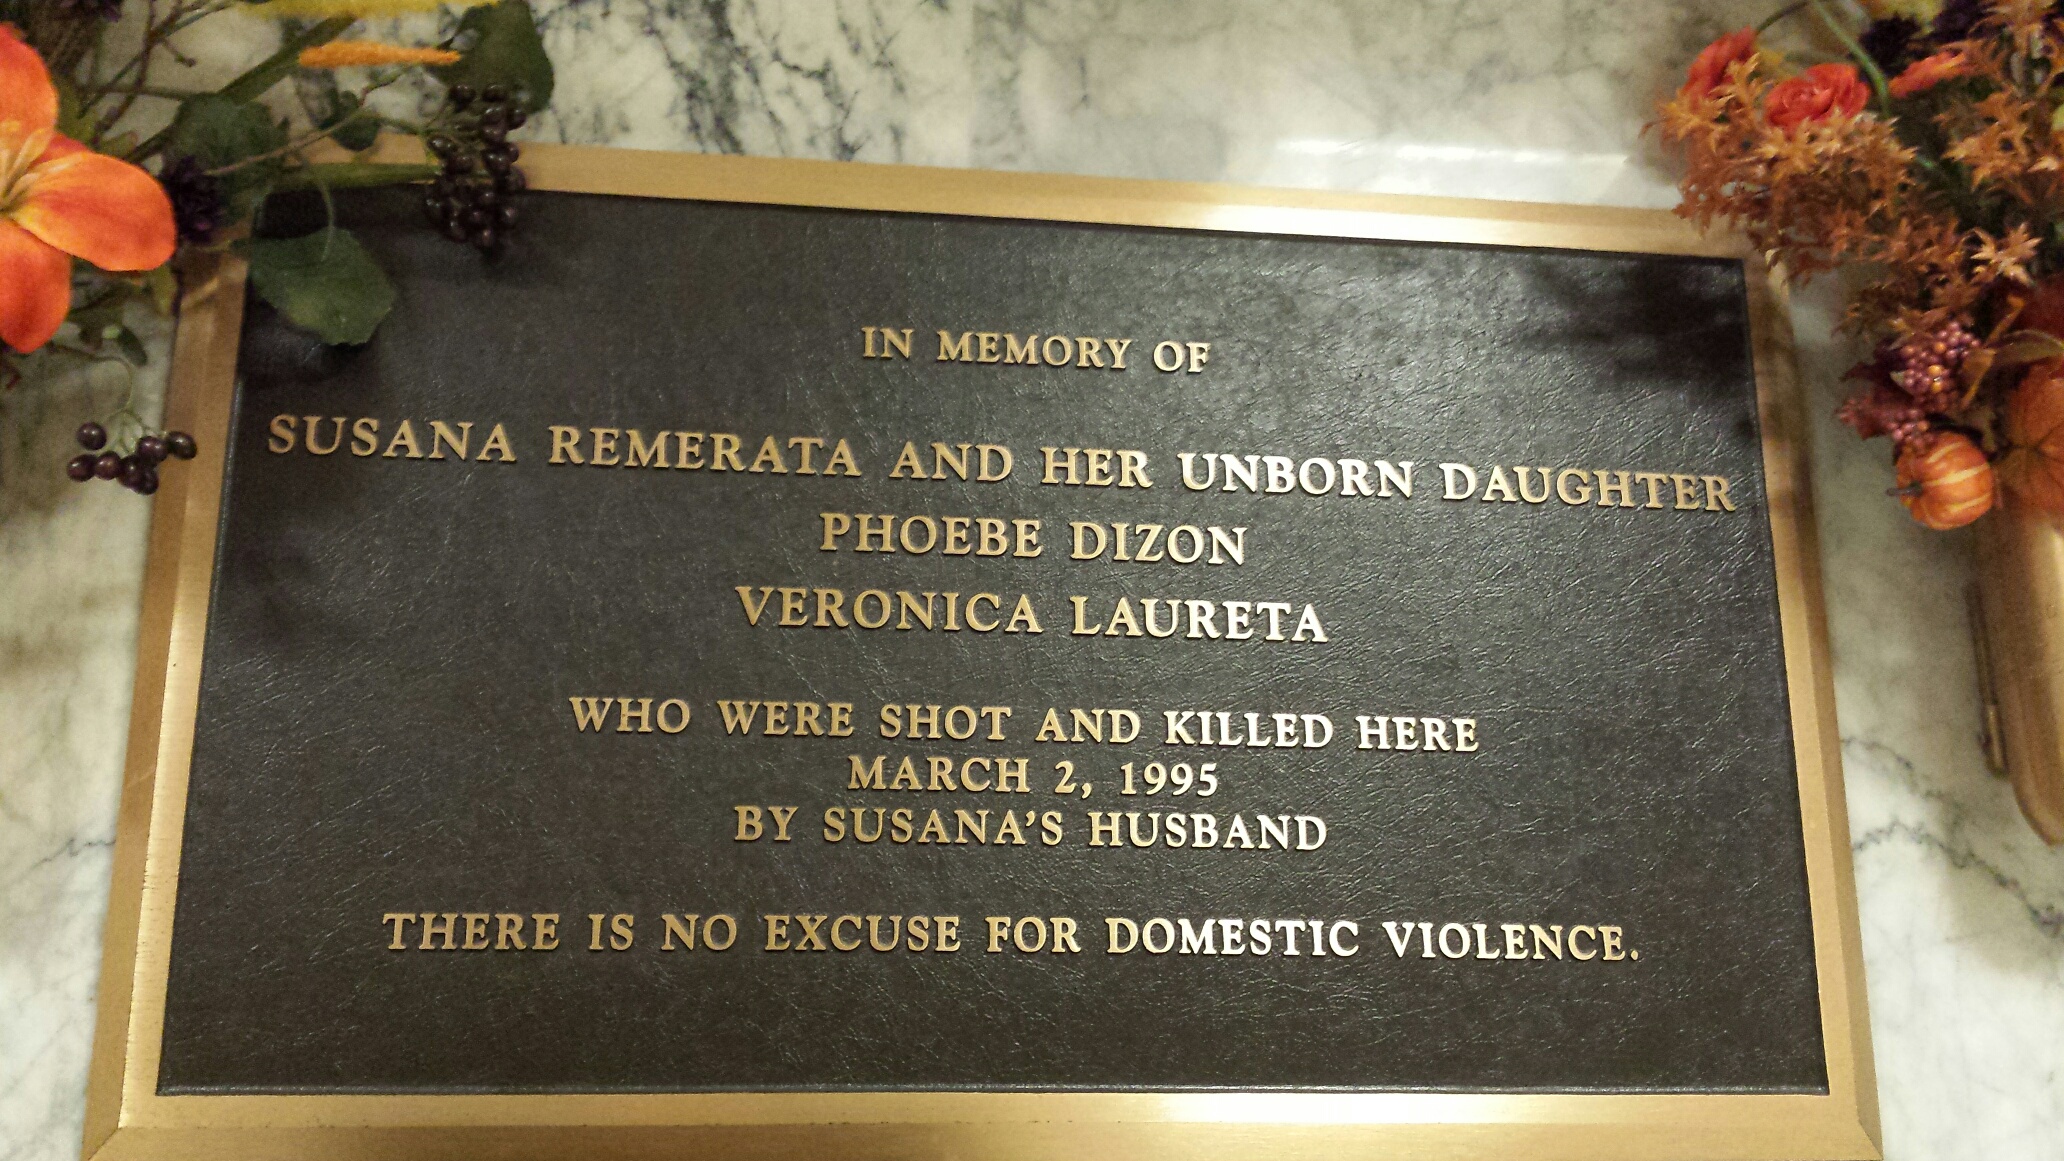 IN MEMORY OF
SUSANA REMERATA AND HER UNBORN DAUGHTER
PHOEBE DIZON
VERONICA LAURETA
WHO WERE SHOT AND KILLED HERE
MARCH 2, 1995
BY SUSANA'S HUSBAND
THERE IS NO EXCUSE FOR DOMESTIC VIOLENCE.